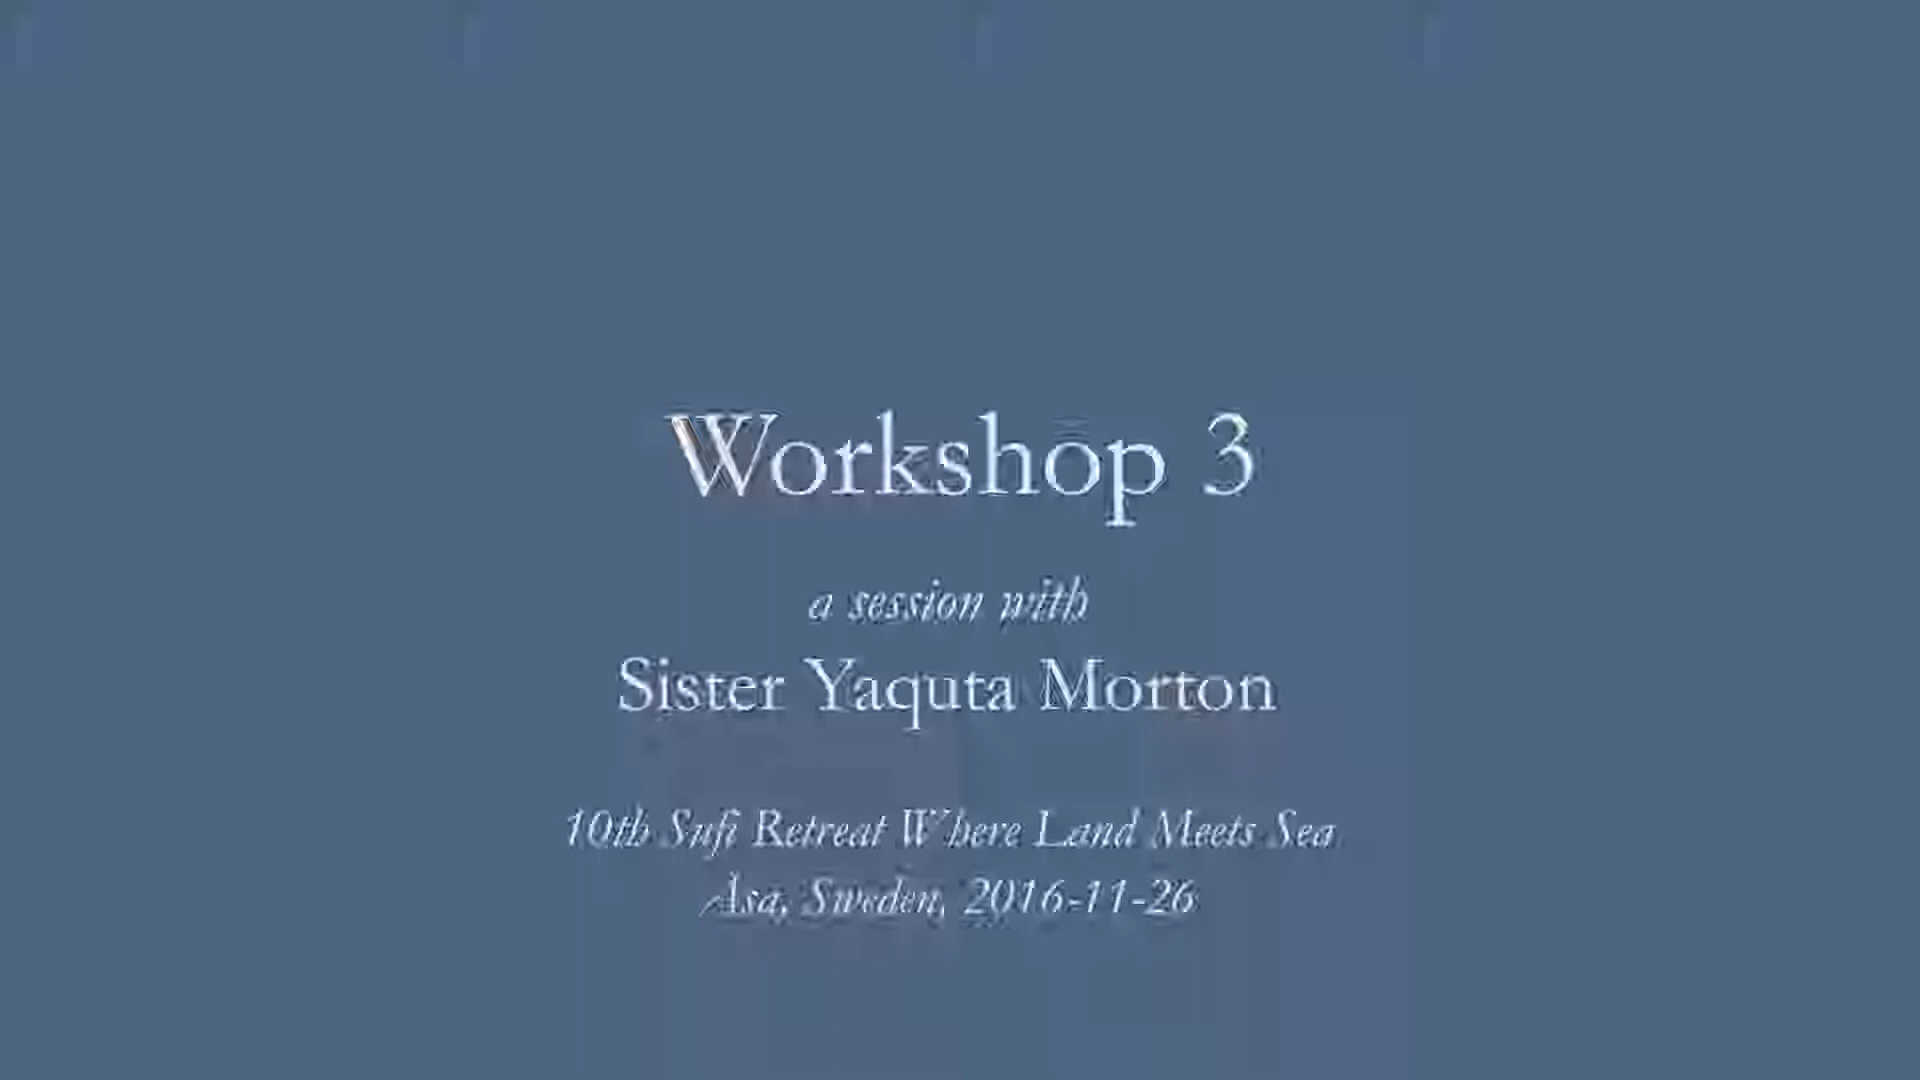 Workshop 3
a session with
Sister Yaquta Morton
10th Sufi Retreat Where Land Meets Sea
Åsa, Sweden, 2016-11-26